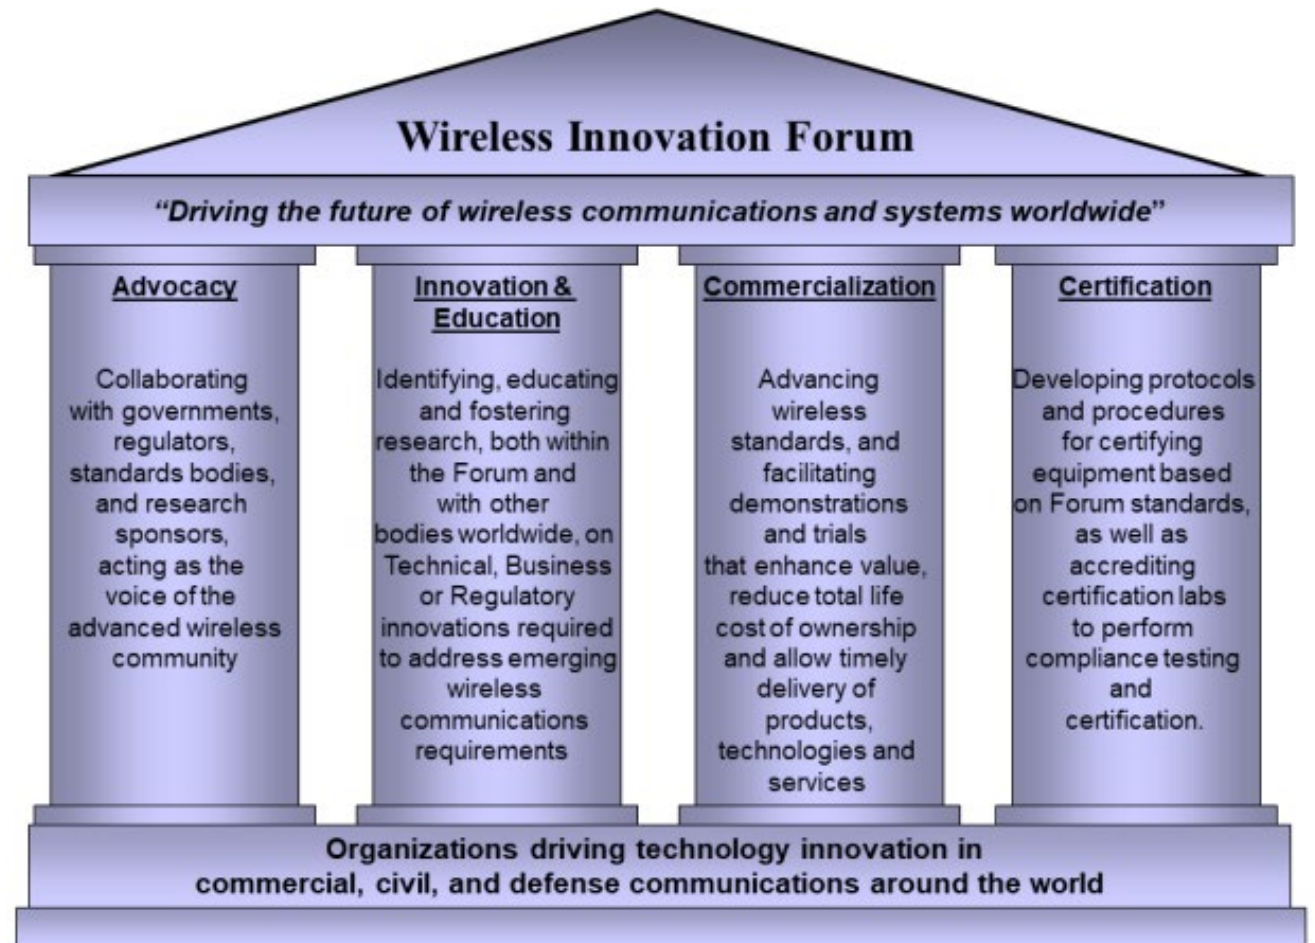 Wireless Innovation Forum
“Driving the future of wireless communications and systems worldwide”
Advocacy
Collaborating
with governments,
regulators,
standards bodies,
and research
sponsors,
acting as the
voice of the
advanced wireless
community
Innovation &
Education
Identifying, educating
and fostering
research, both within
the Forum and
with other
bodies worldwide, on
Technical, Business
or Regulatory
innovations required
to address emerging
wireless
communications
requirements
Commercialization
Advancing
wireless
standards, and
facilitating
demonstrations
and trials
that enhance value,
reduce total life
cost of ownership
and allow timely
delivery of
products,
technologies and
services
Certification
Developing protocols
and procedures
for certifying
equipment based
on Forum standards,
as well as
accrediting
certification labs
to perform
compliance testing
and
certification.
Organizations driving technology innovation in
commercial, civil, and defense communications around the world